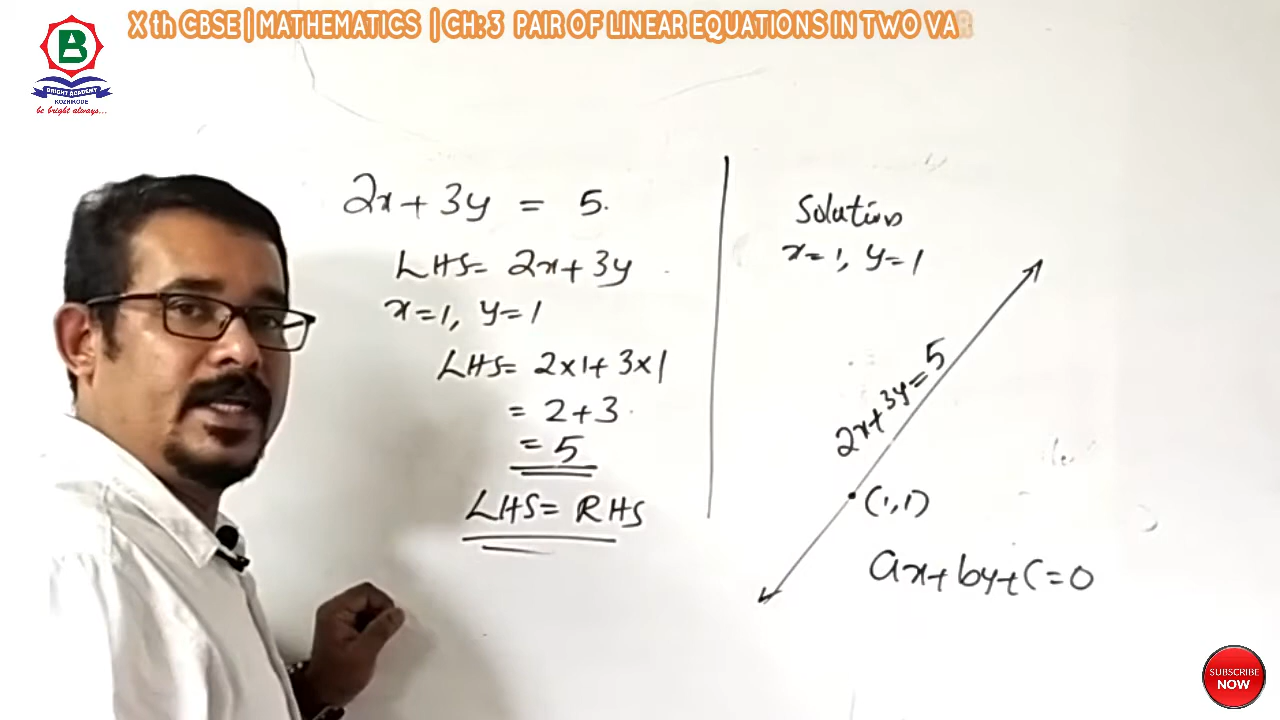 X th CBSE | MATHEMATICS | CH: 3 PAIR OF LINEAR EQUATIONS IN TWO VAR
B
BRIGHT ACADEMY
KOZHIKODE
be bright always...
2x+3y = 5.
LHS= 2x+3y
x=1, y=1
LHS= 2x1+3x1
= 2+3
= 5
LHS= RHS
Solution
x=1, y=1
2x+3y=5
(1,1)
ax+by+c=0
SUBSCRIBE
NOW